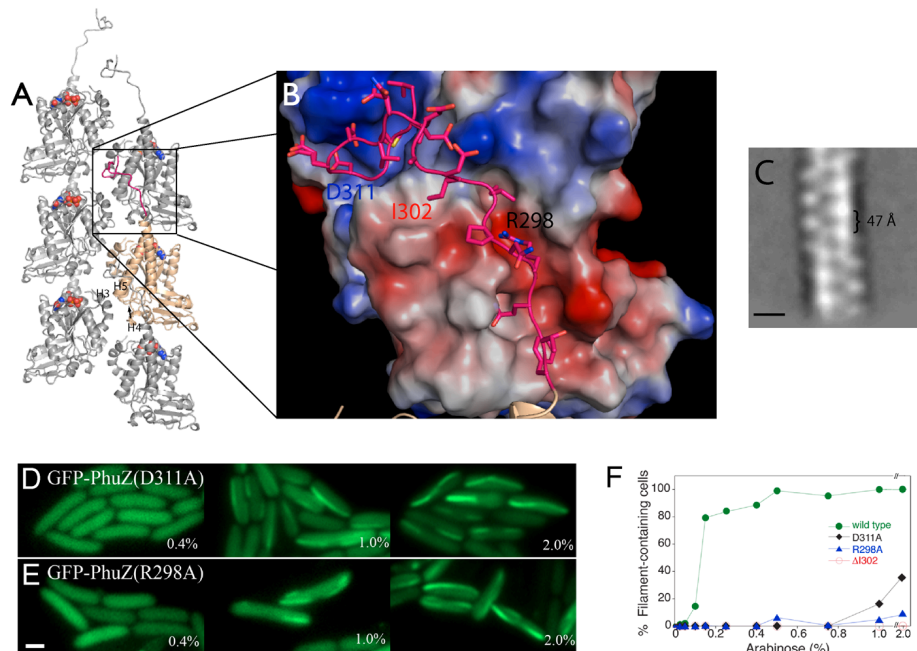 A
H3
H5
H4
B
D311
I302
R298
C
47 Å
D GFP-PhuZ(D311A)
0.4%
1.0%
2.0%
E GFP-PhuZ(R298A)
0.4%
1.0%
2.0%
F
% Filament-containing cells
100
80
60
40
20
0
wild type
D311A
R298A
ΔI302
0.2 0.4 0.6 0.8 1.0 2.0
Arabinose (%)